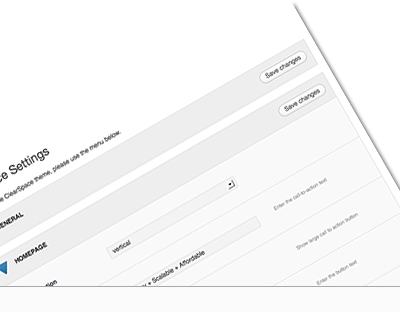 Save changes
ce Settings
e ClearSpace theme, please use the menu below.
ENERAL
Save changes
HOMEPAGE
vertical
Enter the call-to-action text
+ Scalable + Affordable
Show large call to action button
Enter the button text